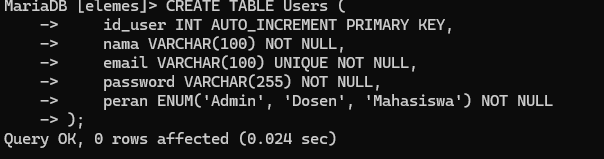 MariaDB [elemes]> CREATE TABLE Users (
    ->     id_user INT AUTO_INCREMENT PRIMARY KEY,
    ->     nama VARCHAR(100) NOT NULL,
    ->     email VARCHAR(100) UNIQUE NOT NULL,
    ->     password VARCHAR(255) NOT NULL,
    ->     peran ENUM('Admin', 'Dosen', 'Mahasiswa') NOT NULL
    -> );
Query OK, 0 rows affected (0.024 sec)